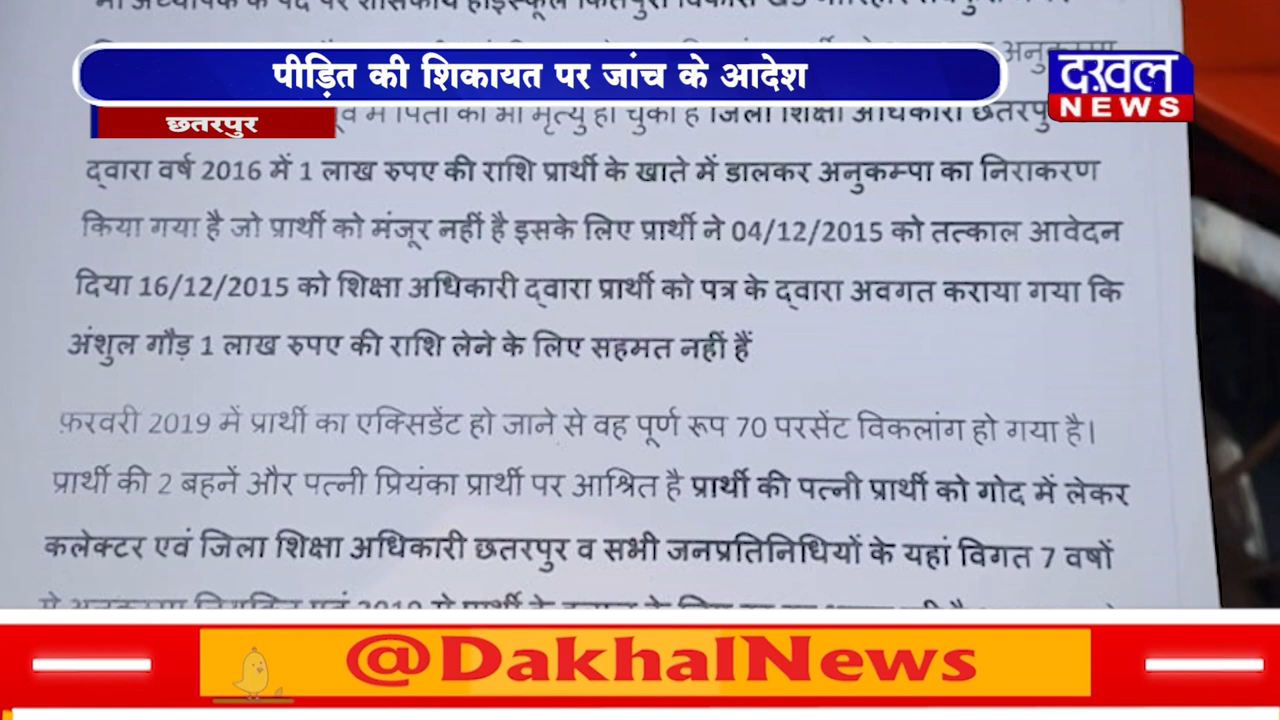 पीड़ित की शिकायत पर जांच के आदेश
दख़ल
NEWS
छतरपुर
पिता की भी मृत्यु हो चुकी है जिला शिक्षा अधिकारी
द्वारा वर्ष 2016 में 1 लाख रुपए की राशि प्रार्थी के खाते में डालकर अनुकम्पा का निराकरण
किया गया है जो प्रार्थी को मंजूर नहीं है इसके लिए प्रार्थी ने 04/12/2015 को तत्काल आवेदन
दिया 16/12/2015 को शिक्षा अधिकारी द्वारा प्रार्थी को पत्र के द्वारा अवगत कराया गया कि
अंशुल गौड़ 1 लाख रुपए की राशि लेने के लिए सहमत नहीं हैं
फ़रवरी 2019 में प्रार्थी का एक्सिडेंट हो जाने से वह पूर्ण रूप 70 परसेंट विकलांग हो गया है।
प्रार्थी की 2 बहनें और पत्नी प्रियंका प्रार्थी पर आश्रित है प्रार्थी की पत्नी प्रार्थी को गोद में लेकर
कलेक्टर एवं जिला शिक्षा अधिकारी छतरपुर व सभी जनप्रतिनिधियों के यहां विगत 7 वर्षो
@DakhalNews